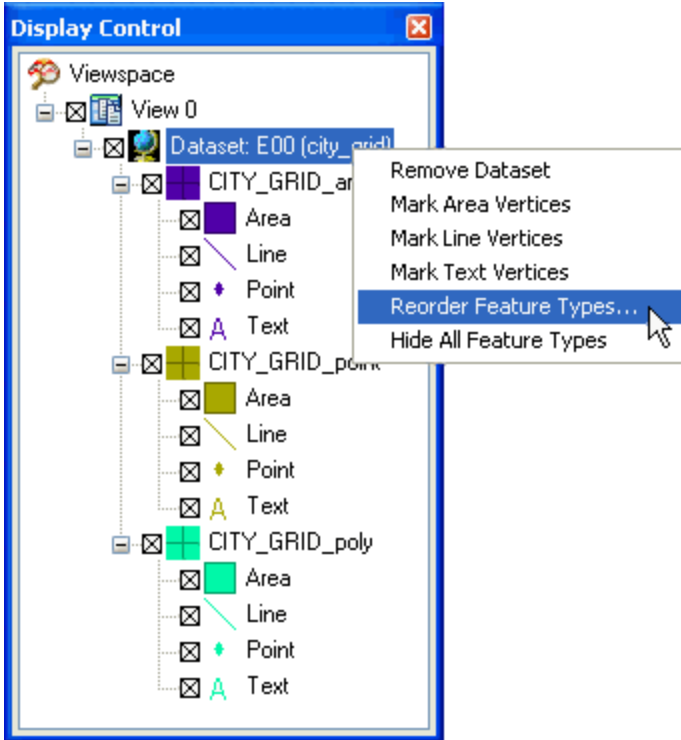 Display Control
Viewspace
View 0
Dataset: E00 (city_grid)
CITY_GRID_ar
Area
Line
Point
Text
CITY_GRID_point
Area
Line
Point
Text
CITY_GRID_poly
Area
Line
Point
Text
Remove Dataset
Mark Area Vertices
Mark Line Vertices
Mark Text Vertices
Reorder Feature Types...
Hide All Feature Types